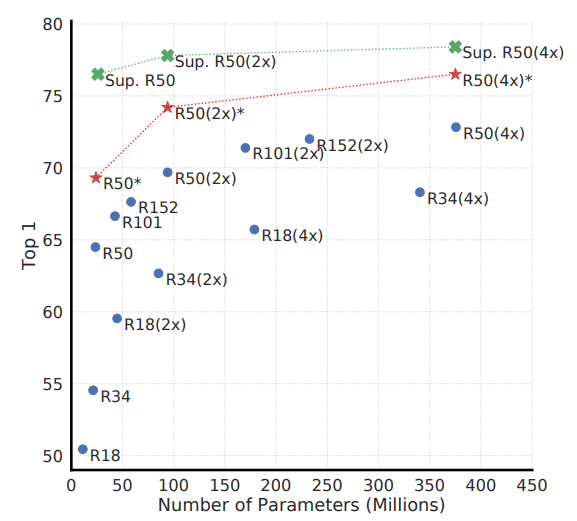 80
Sup. R50(4x)
Sup. R50(2x)
Sup. R50
R50(4x)*
75
R50(2x)*
R50(4x)
R101(2x)
R152(2x)
70
R50*
R50(2x)
R34(4x)
R152
R101
Top 1
65
R18(4x)
R50
R34(2x)
60
R18(2x)
55
R34
50
R18
0 50 100 150 200 250 300 350 400 450
Number of Parameters (Millions)